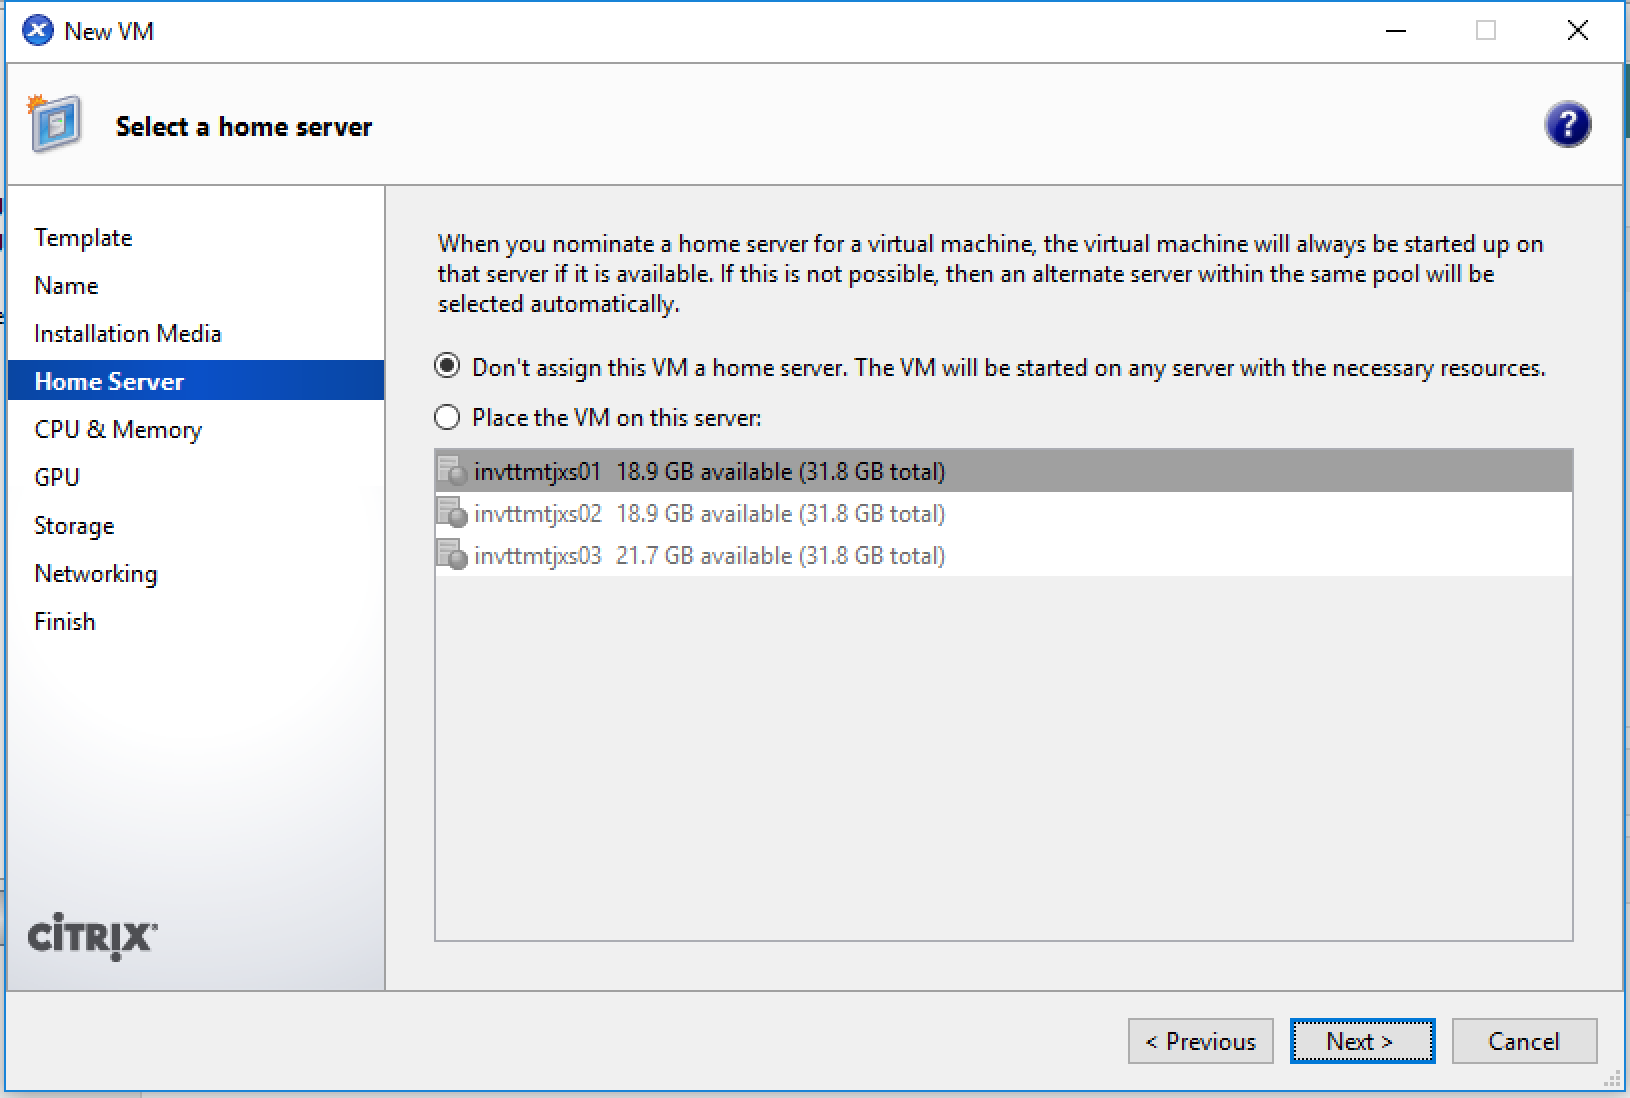 New VM
Select a home server
?
Template
Name
Installation Media
Home Server
CPU & Memory
GPU
Storage
Networking
Finish
CITRIX
When you nominate a home server for a virtual machine, the virtual machine will always be started up on
that server if it is available. If this is not possible, then an alternate server within the same pool will be
selected automatically.
Don't assign this VM a home server. The VM will be started on any server with the necessary resources.
Place the VM on this server:
invttmtjxs01 18.9 GB available (31.8 GB total)
invttmtjxs02 18.9 GB available (31.8 GB total)
invttmtjxs03 21.7 GB available (31.8 GB total)
< Previous
Next >
Cancel